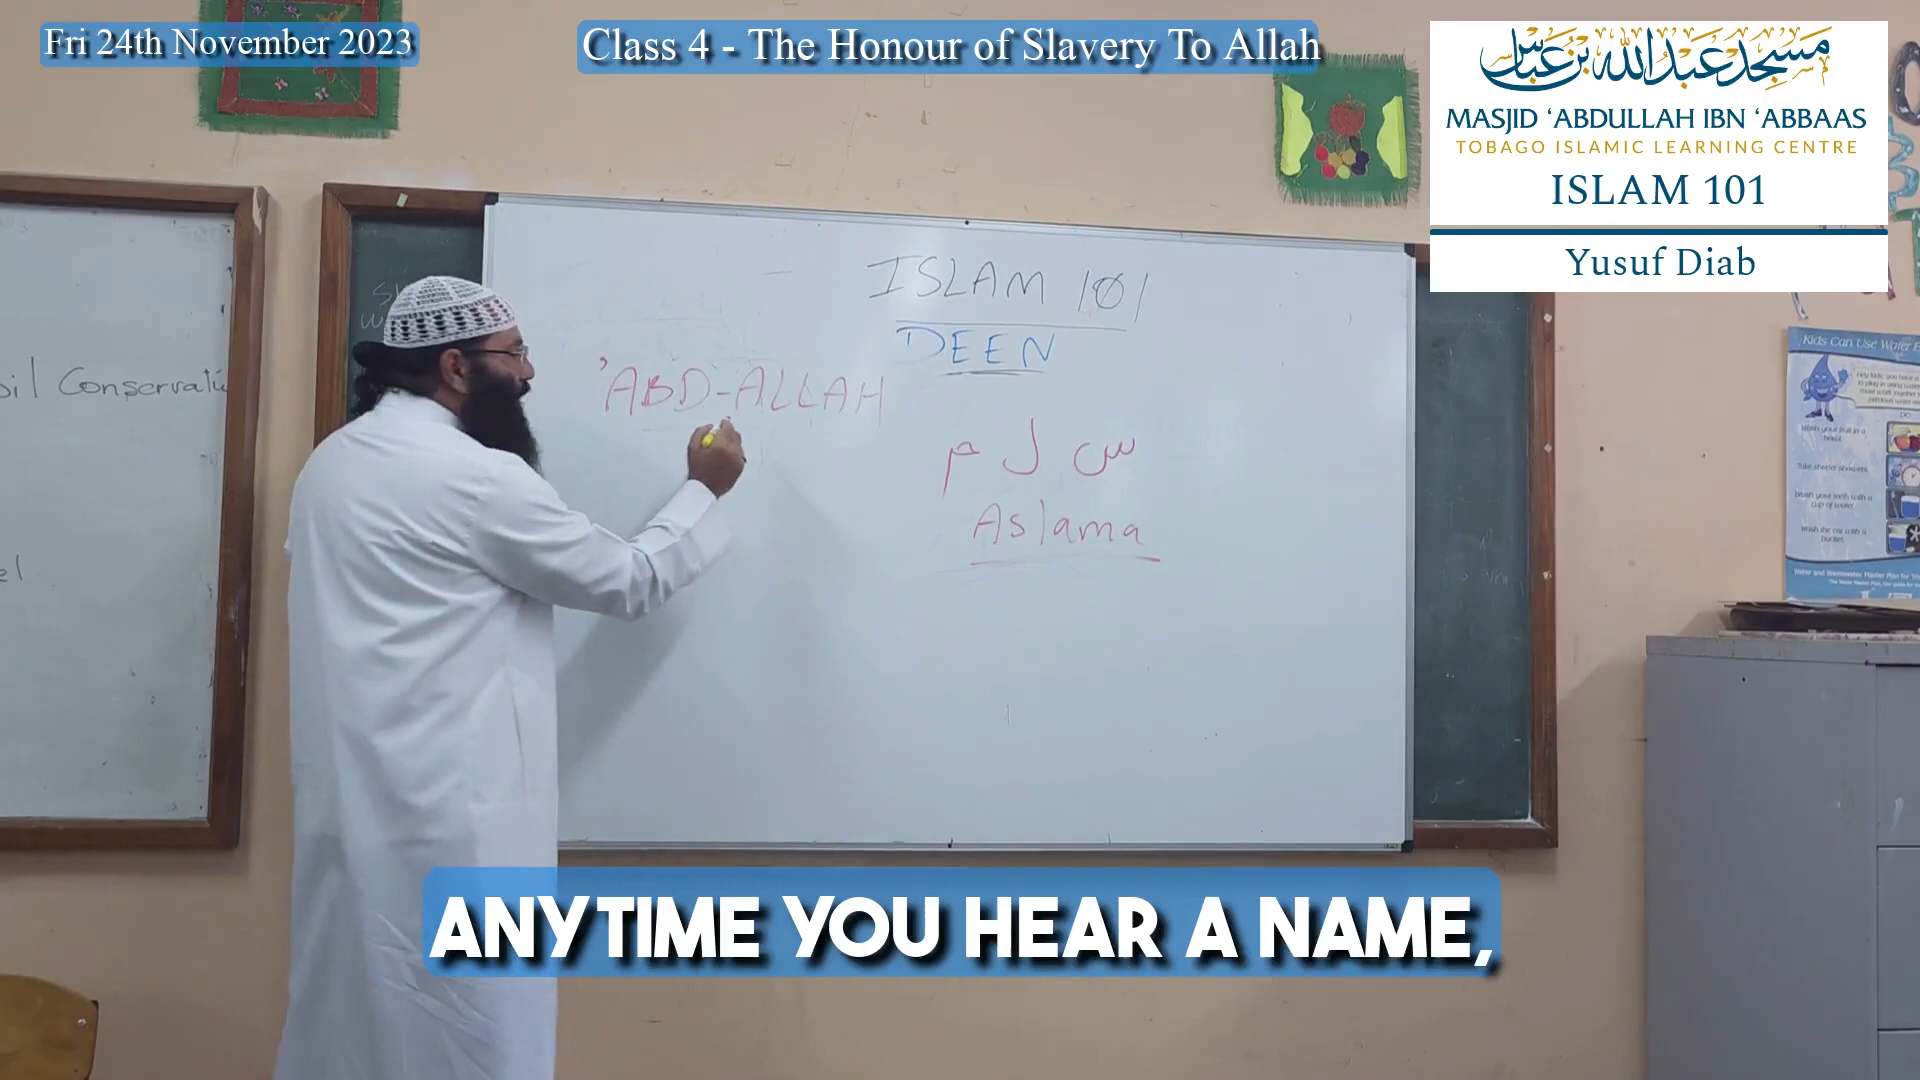 Fri 24th November 2023
Class 4 - The Honour of Slavery To Allah
مسجد عبد الله بن عباس
MASJID ‘ABDULLAH IBN ‘ABBAAS
TOBAGO ISLAMIC LEARNING CENTRE
ISLAM 101
Yusuf Diab
ISLAM 101
DEEN
'ABD-ALLAH
س ل م
Aslama
Conservati
Kids Can Use Water
ANYTIME YOU HEAR A NAME,